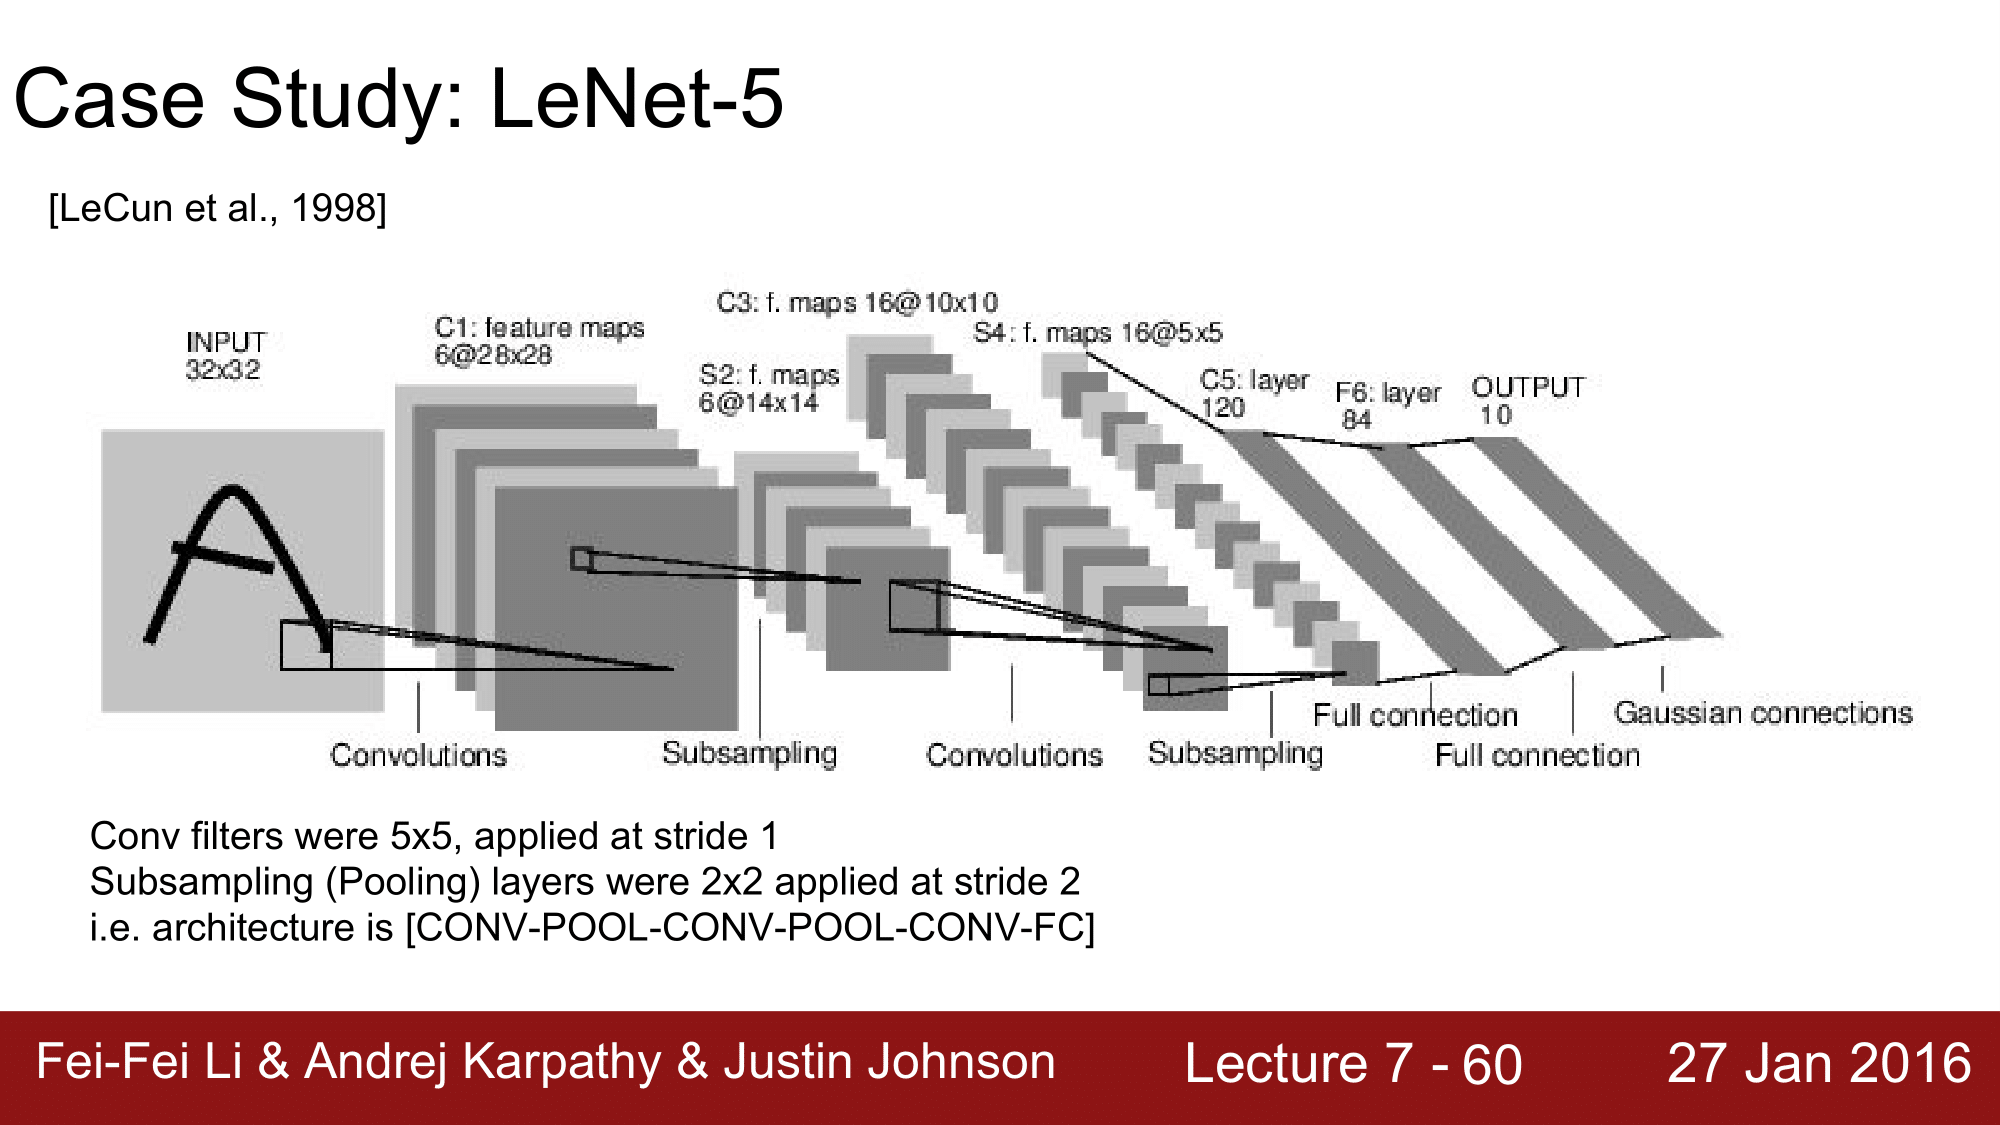 Case Study: LeNet-5
[LeCun et al., 1998]
INPUT
32x32
C1: feature maps
6@28x28
S2: f. maps
6@14x14
C3: f. maps 16@10x10
S4: f. maps 16@5x5
C5: layer
120
F6: layer
84
OUTPUT
10
A
Convolutions
Subsampling
Convolutions
Subsampling
Full connection
Full connection
Gaussian connections
Conv filters were 5x5, applied at stride 1
Subsampling (Pooling) layers were 2x2 applied at stride 2
i.e. architecture is [CONV-POOL-CONV-POOL-CONV-FC]
Fei-Fei Li & Andrej Karpathy & Justin Johnson
Lecture 7 - 60
27 Jan 2016